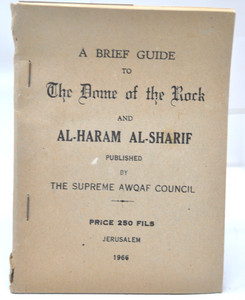 A BRIEF GUIDE
TO
The Dome of the Rock
AND
AL-HARAM AL-SHARIF
PUBLISHED
BY
THE SUPREME AWQAF COUNCIL
PRICE 250 FILS
JERUSALEM
1966